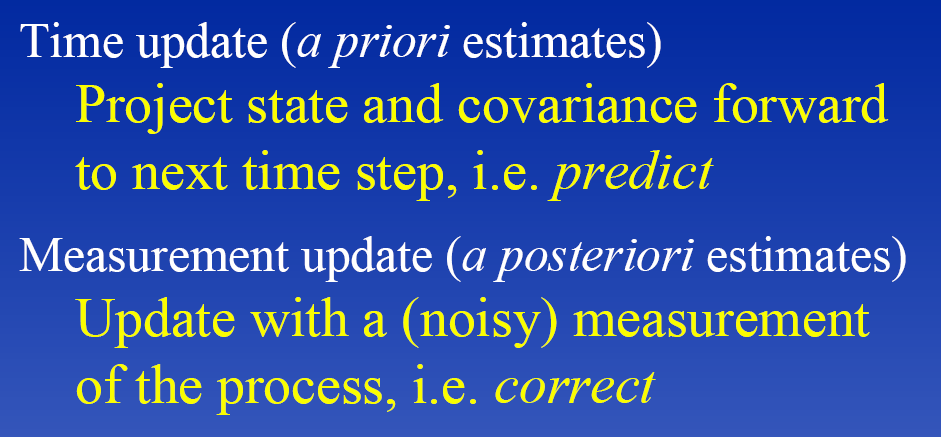 Time update (a priori estimates)
Project state and covariance forward
to next time step, i.e. predict
Measurement update (a posteriori estimates)
Update with a (noisy) measurement
of the process, i.e. correct